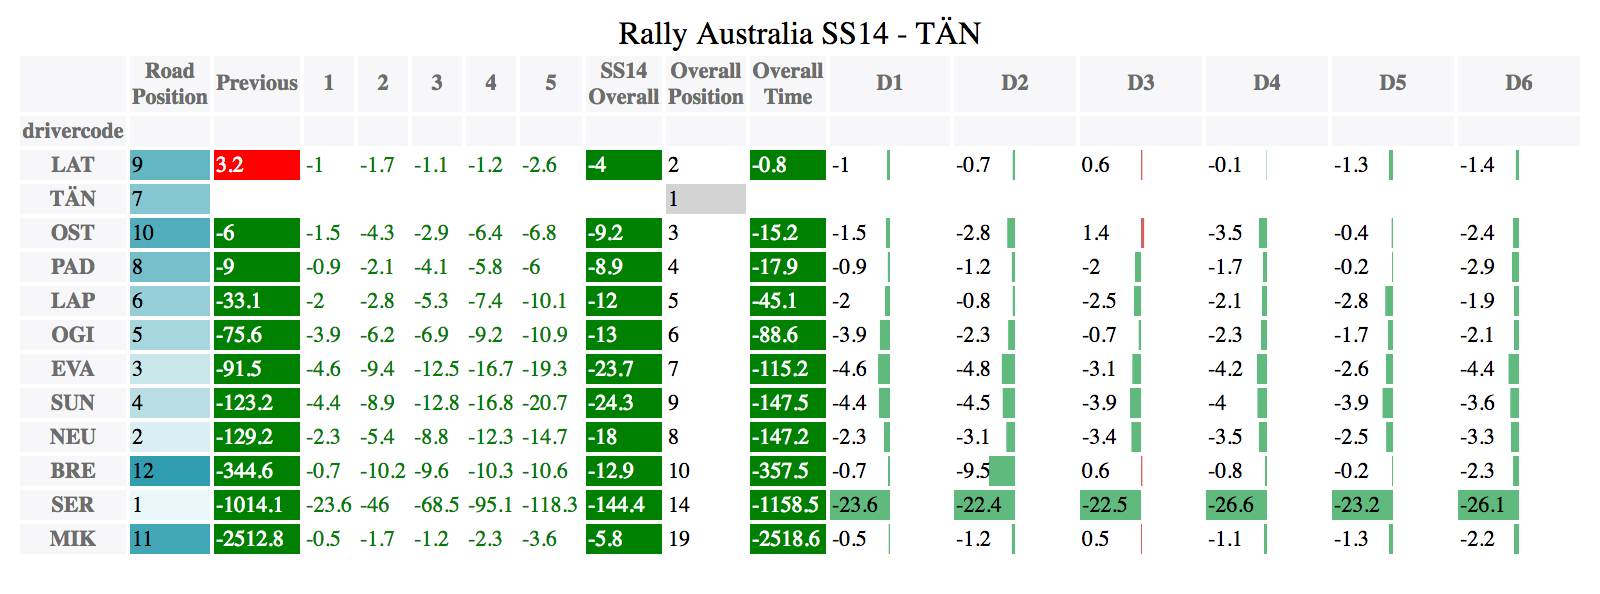 Rally Australia SS14 - TÄN
Road Position Previous 1 2 3 4 5 SS14 Overall Overall Position Overall Time D1 D2 D3 D4 D5 D6
drivercode
LAT 9 3.2 -1 -1.7 -1.1 -1.2 -2.6 -4 2 -0.8 -1 -0.7 0.6 -0.1 -1.3 -1.4
TÄN 7 1
OST 10 -6 -1.5 -4.3 -2.9 -6.4 -6.8 -9.2 3 -15.2 -1.5 -2.8 1.4 -3.5 -0.4 -2.4
PAD 8 -9 -0.9 -2.1 -4.1 -5.8 -6 -8.9 4 -17.9 -0.9 -1.2 -2 -1.7 -0.2 -2.9
LAP 6 -33.1 -2 -2.8 -5.3 -7.4 -10.1 -12 5 -45.1 -2 -0.8 -2.5 -2.1 -2.8 -1.9
OGI 5 -75.6 -3.9 -6.2 -6.9 -9.2 -10.9 -13 6 -88.6 -3.9 -2.3 -0.7 -2.3 -1.7 -2.1
EVA 3 -91.5 -4.6 -9.4 -12.5 -16.7 -19.3 -23.7 7 -115.2 -4.6 -4.8 -3.1 -4.2 -2.6 -4.4
SUN 4 -123.2 -4.4 -8.9 -12.8 -16.8 -20.7 -24.3 9 -147.5 -4.4 -4.5 -3.9 -4 -3.9 -3.6
NEU 2 -129.2 -2.3 -5.4 -8.8 -12.3 -14.7 -18 8 -147.2 -2.3 -3.1 -3.4 -3.5 -2.5 -3.3
BRE 12 -344.6 -0.7 -10.2 -9.6 -10.3 -10.6 -12.9 10 -357.5 -0.7 -9.5 0.6 -0.8 -0.2 -2.3
SER 1 -1014.1 -23.6 -46 -68.5 -95.1 -118.3 -144.4 14 -1158.5 -23.6 -22.4 -22.5 -26.6 -23.2 -26.1
MIK 11 -2512.8 -0.5 -1.7 -1.2 -2.3 -3.6 -5.8 19 -2518.6 -0.5 -1.2 0.5 -1.1 -1.3 -2.2